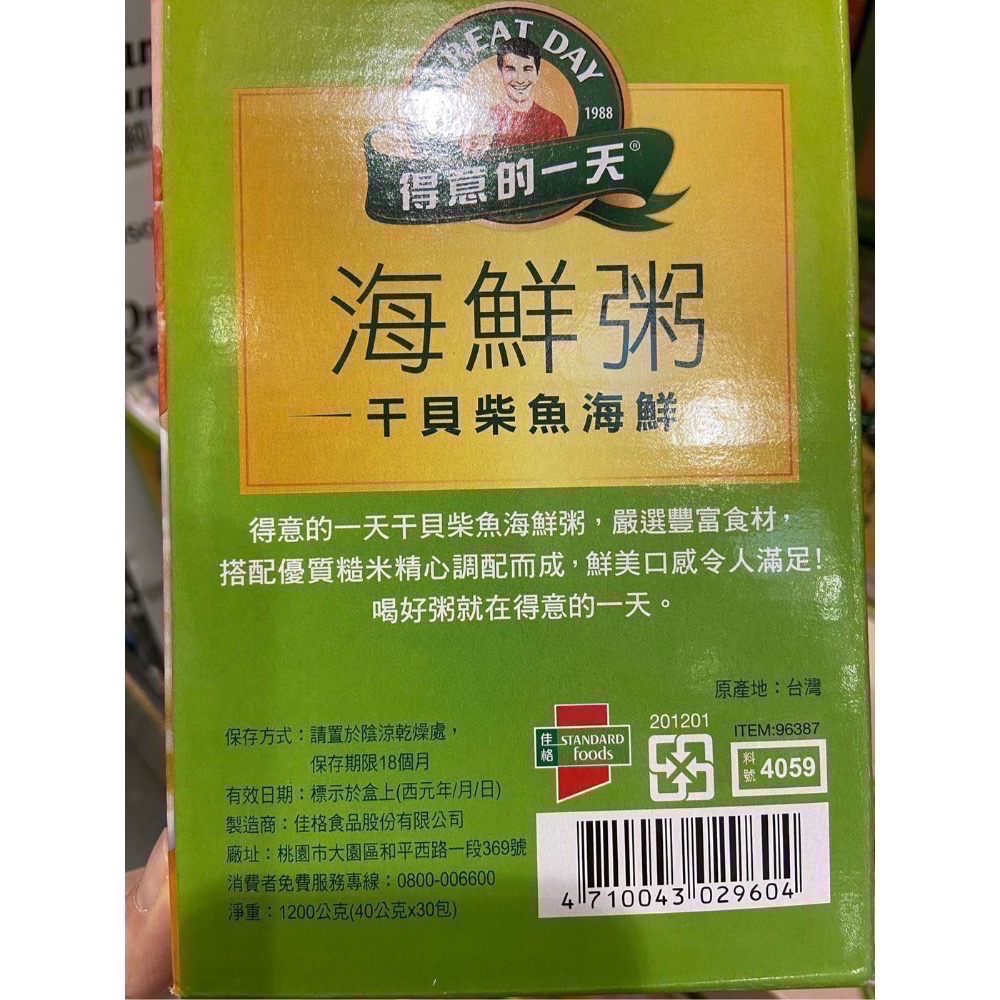 REAT DAY
1988
得意的一天®
海鮮粥
干貝柴魚海鮮
得意的一天干貝柴魚海鮮粥，嚴選豐富食材，
搭配優質糙米精心調配而成，鮮美口感令人滿足!
喝好粥就在得意的一天。
原產地：台灣
保存方式：請置於陰涼乾燥處，
保存期限18個月
有效日期：標示於盒上(西元年/月/日)
製造商：佳格食品股份有限公司
廠址：桃園市大園區和平西路一段369號
消費者免費服務專線：0800-006600
淨重：1200公克(40公克x30包)
佳格 STANDARD foods
201201
ITEM:96387
料號 4059
4 710043 029604